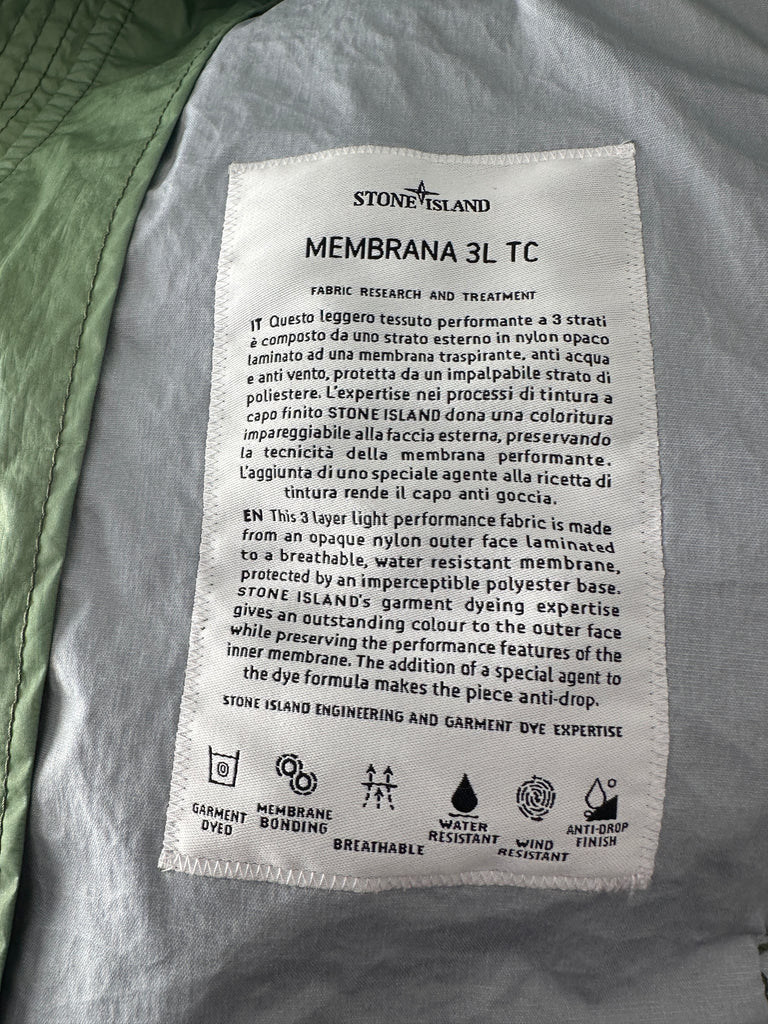 STONE ISLAND
MEMBRANA 3L TC
FABRIC RESEARCH AND TREATMENT
IT Questo leggero tessuto performante a 3 strati
è composto da uno strato esterno in nylon opaco
laminato ad una membrana traspirante, anti acqua
e anti vento, protetta da un impalpabile strato di
poliestere. L'expertise nei processi di tintura a
capo finito STONE ISLAND dona una coloritura
impareggiabile alla faccia esterna, preservando
la tecnicità della membrana performante.
L'aggiunta di uno speciale agente alla ricetta di
tintura rende il capo anti goccia.
EN This 3 layer light performance fabric is made
from an opaque nylon outer face laminated
to a breathable, water resistant membrane,
protected by an imperceptible polyester base.
STONE ISLAND's garment dyeing expertise
gives an outstanding colour to the outer face
while preserving the performance features of the
inner membrane. The addition of a special agent to
the dye formula makes the piece anti-drop.
STONE ISLAND ENGINEERING AND GARMENT DYE EXPERTISE
GARMENT
DYED
MEMBRANE
BONDING
BREATHABLE
WATER
RESISTANT
WIND
RESISTANT
ANTI-DROP
FINISH